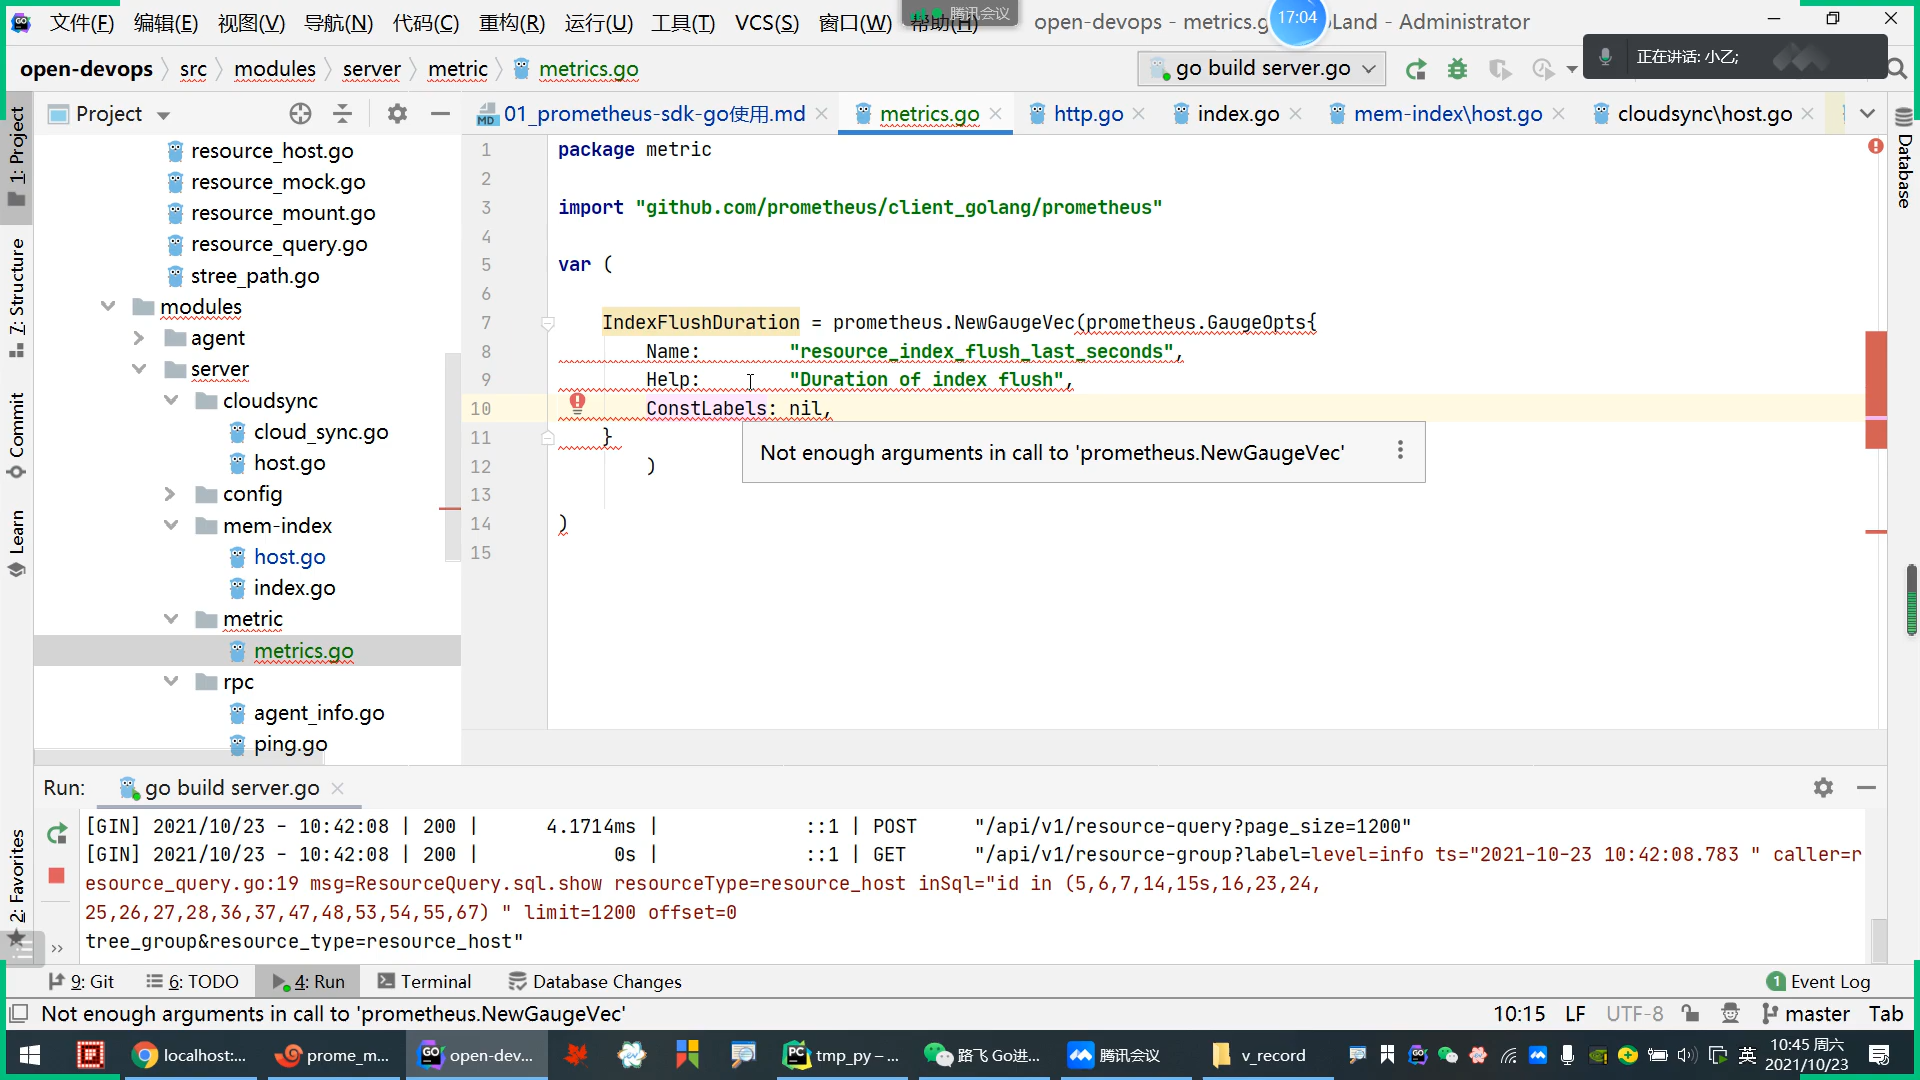 文件(F) 编辑(E) 视图(V) 导航(N) 代码(C) 重构(R) 运行(U) 工具(T) VCS(S) 窗口(W) 帮助(H)
腾讯会议
open-devops - metrics.g
17:04
Land - Administrator
正在讲话: 小乙;
open-devops src modules server metric metrics.go
go build server.go
1: Project
7: Structure
Commit
Learn
2: Favorites
Database
Project
01_prometheus-sdk-go使用.md metrics.go http.go index.go mem-index\host.go cloudsync\host.go
resource_host.go
resource_mock.go
resource_mount.go
resource_query.go
stree_path.go
modules
agent
server
cloudsync
cloud_sync.go
host.go
config
mem-index
host.go
index.go
metric
metrics.go
rpc
agent_info.go
ping.go
1 package metric
2
3 import "github.com/prometheus/client_golang/prometheus"
4
5 var (
6
7 IndexFlushDuration = prometheus.NewGaugeVec(prometheus.GaugeOpts{
8 Name: "resource_index_flush_last_seconds",
9 Help: "Duration of index flush",
10 ConstLabels: nil,
11 }
12 )
13
14 )
15
Not enough arguments in call to 'prometheus.NewGaugeVec'
Run: go build server.go
[GIN] 2021/10/23 - 10:42:08 | 200 | 4.1714ms | ::1 | POST "/api/v1/resource-query?page_size=1200"
[GIN] 2021/10/23 - 10:42:08 | 200 | 0s | ::1 | GET "/api/v1/resource-group?label=level=info ts="2021-10-23 10:42:08.783 " caller=r
esource_query.go:19 msg=ResourceQuery.sql.show resourceType=resource_host inSql="id in (5,6,7,14,15s,16,23,24,
25,26,27,28,36,37,47,48,53,54,55,67) " limit=1200 offset=0
tree_group&resource_type=resource_host"
9: Git 6: TODO 4: Run Terminal Database Changes 1 Event Log
Not enough arguments in call to 'prometheus.NewGaugeVec' 10:15 LF UTF-8 master Tab
localhost:... prome_m... open-dev... tmp_py – ... 路飞 Go进... 腾讯会议 v_record 英 10:45 周六
2021/10/23